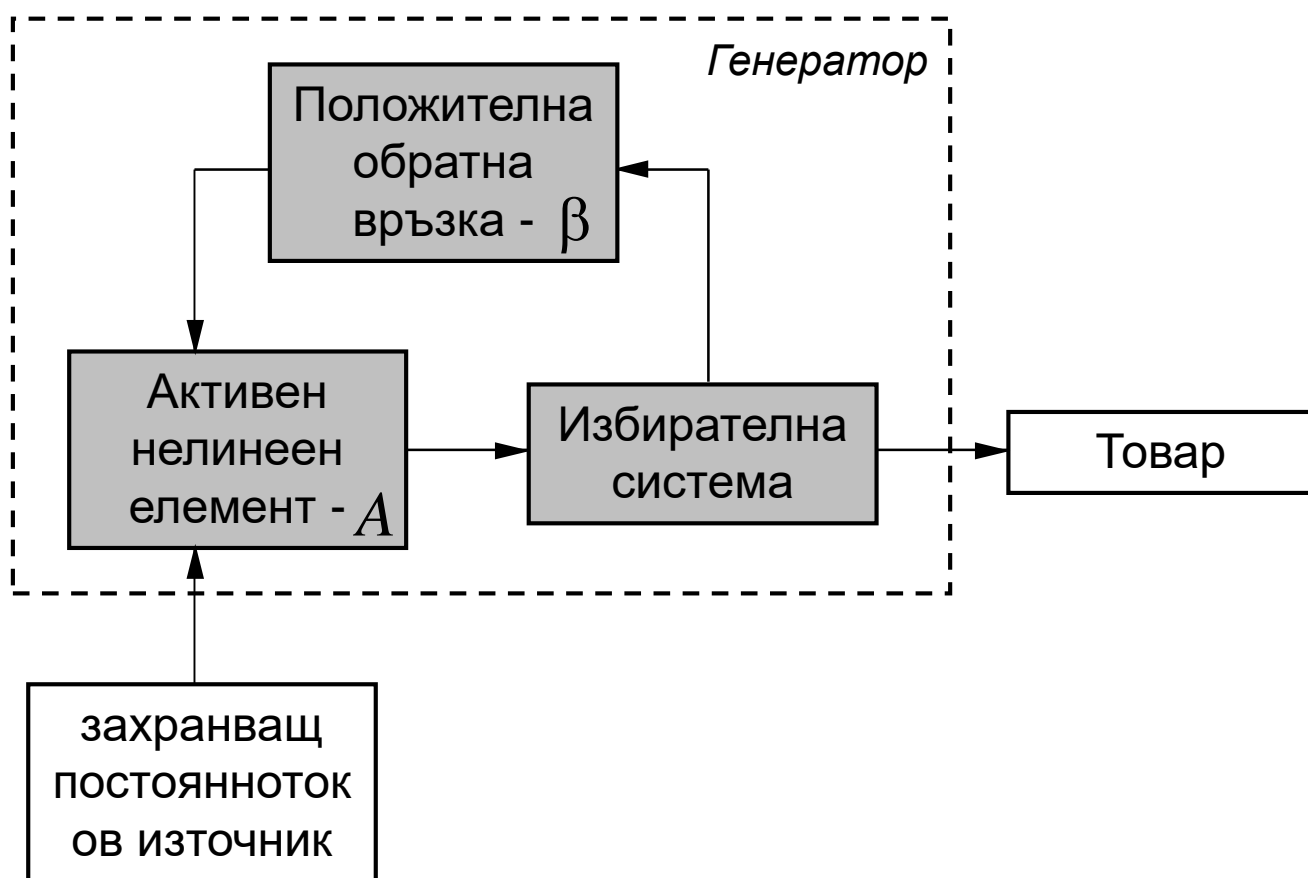 Генератор
Положителна
обратна
връзка - β
Активен
нелинеен
елемент - A
Избирателна
система
Товар
захранващ
постоянноток
ов източник